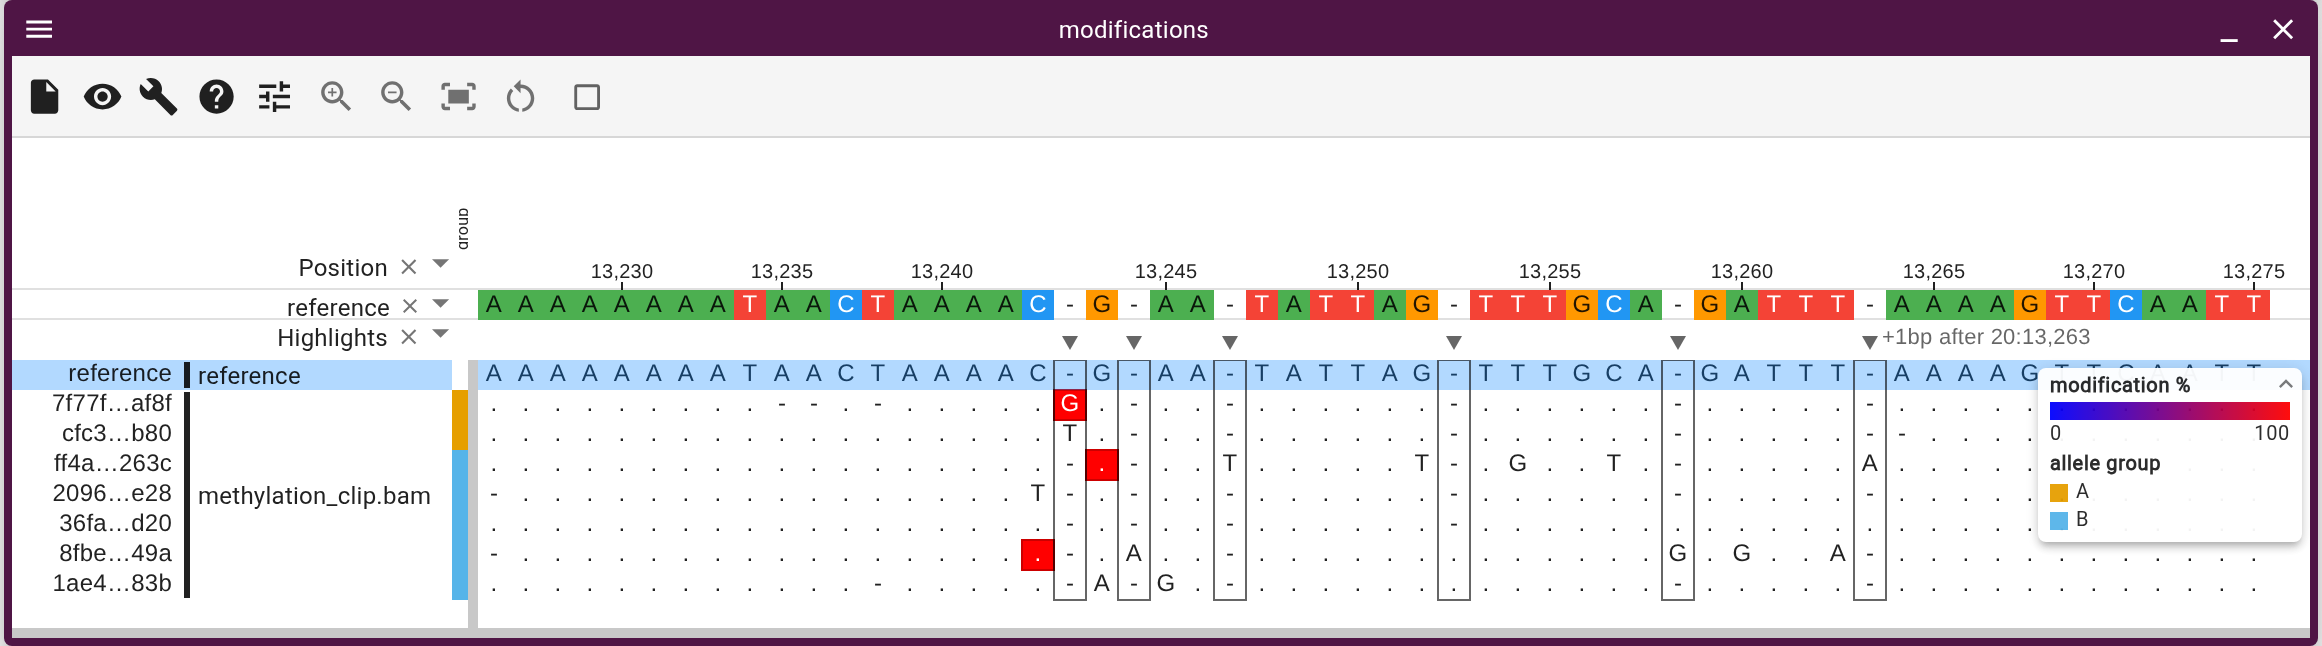 modifications
group
Position
13,230 13,235 13,240 13,245 13,250 13,255 13,260 13,265 13,270 13,275
reference A A A A A A A A T A A C T A A A A C - G - A A - T A T T A G - T T T G C A - G A T T T - A A A A G T T C A A T T
Highlights +1bp after 20:13,263
reference reference A A A A A A A A T A A C T A A A A C - G - A A - T A T T A G - T T T G C A - G A T T T - A A A A G T T C A A T T
7f77f…af8f . . . . . . . . . - - . - . . . . . G . - . . - . . . . . . - . . . . . . - . . . . . - . . . . .
cfc3…b80 . . . . . . . . . . . . . . . . . . T . - . . - . . . . . . - . . . . . . - . . . . . - - . . . .
ff4a…263c . . . . . . . . . . . . . . . . . . - . - . . T . . . . . T - . G . . T . - . . . . . A . . . . .
2096…e28 - . . . . . . . . . . . . . . . . T - . - . . - . . . . . . - . . . . . . - . . . . . - . . . . .
methylation_clip.bam
36fa…d20 . . . . . . . . . . . . . . . . . . - . - . . - . . . . . . - . . . . . . . . . . . . . . . . . .
8fbe…49a - . . . . . . . . . . . . . . . . . - . A . . - . . . . . . . . . . . . . G . G . . A - . . . . . . . . . . . .
1ae4…83b . . . . . . . . . . . . - . . . . . - A - G . - . . . . . . . . . . . . . - . . . . . - . . . . . . . . . . . .
modification %
0 100
allele group
A
B